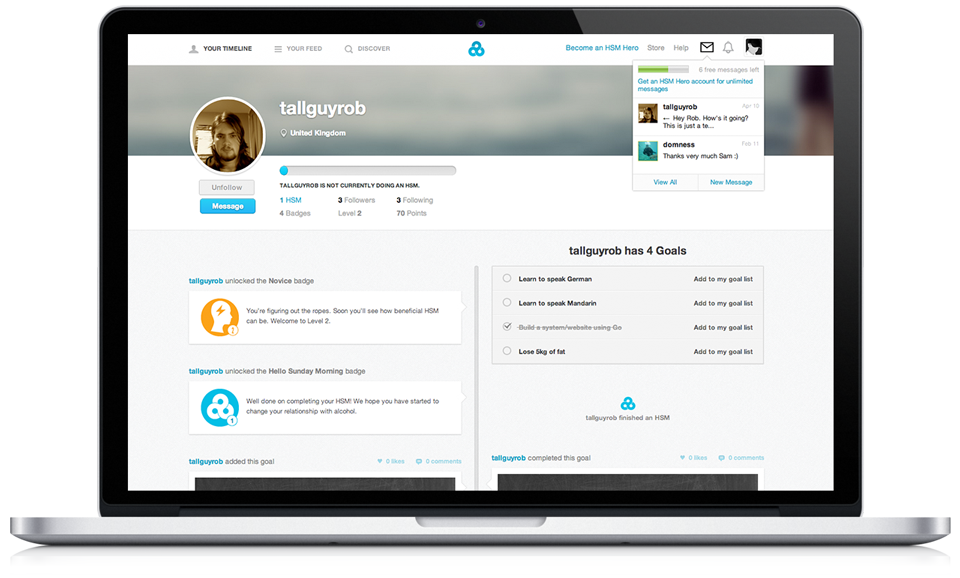 YOUR TIMELINE
YOUR FEED
DISCOVER
Become an HSM Hero
Store
Help
6 free messages left
Get an HSM Hero account for unlimited
messages
tallguyrob
Apr 10
← Hey Rob. How's it going?
This is just a te...
domness
Feb 11
Thanks very much Sam :)
View All
New Message
tallguyrob
United Kingdom
Unfollow
Message
TALLGUYROB IS NOT CURRENTLY DOING AN HSM.
1 HSM
3 Followers
3 Following
4 Badges
Level 2
70 Points
tallguyrob unlocked the Novice badge
You're figuring out the ropes. Soon you'll see how beneficial HSM
can be. Welcome to Level 2.
tallguyrob unlocked the Hello Sunday Morning badge
1
Well done on completing your HSM! We hope you have started to
change your relationship with alcohol.
tallguyrob added this goal
0 likes
0 comments
tallguyrob has 4 Goals
Learn to speak German
Add to my goal list
Learn to speak Mandarin
Add to my goal list
Build a system/website using Go
Add to my goal list
Lose 5kg of fat
Add to my goal list
tallguyrob finished an HSM
tallguyrob completed this goal
0 likes
0 comments